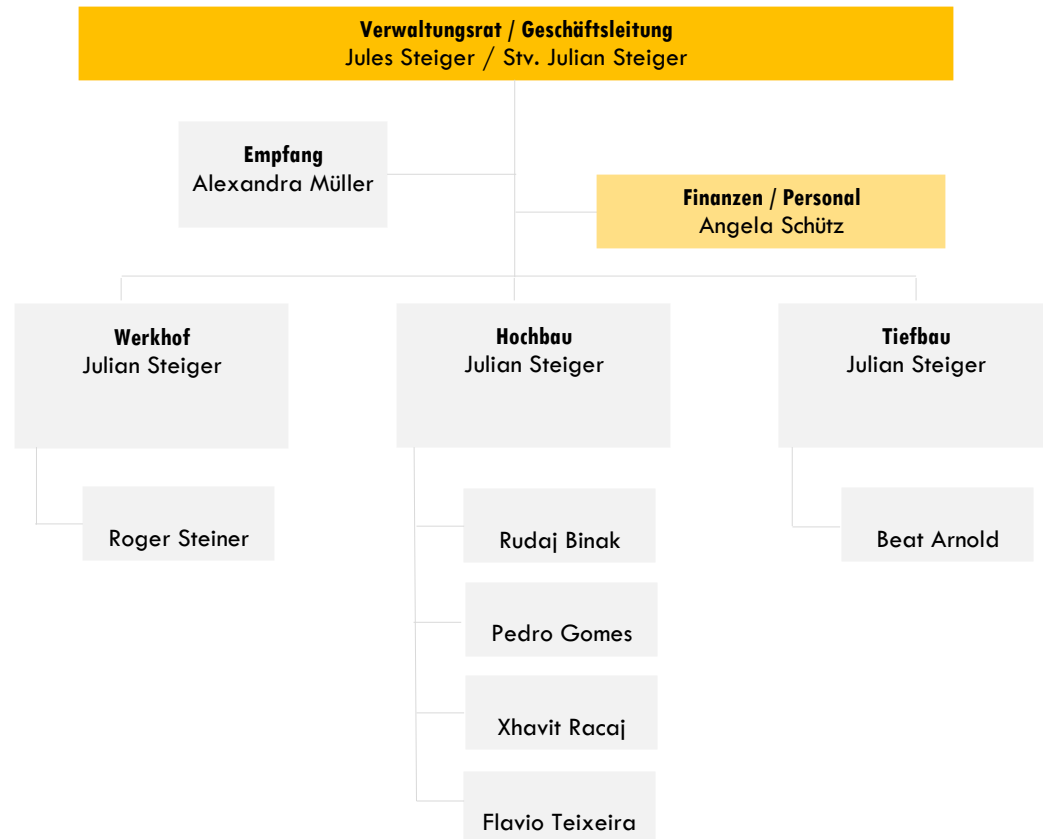 Verwaltungsrat / Geschäftsleitung
Jules Steiger / Stv. Julian Steiger
Empfang
Alexandra Müller
Finanzen / Personal
Angela Schütz
Werkhof
Julian Steiger
Hochbau
Julian Steiger
Tiefbau
Julian Steiger
Roger Steiner
Rudaj Binak
Beat Arnold
Pedro Gomes
Xhavit Racaj
Flavio Teixeira